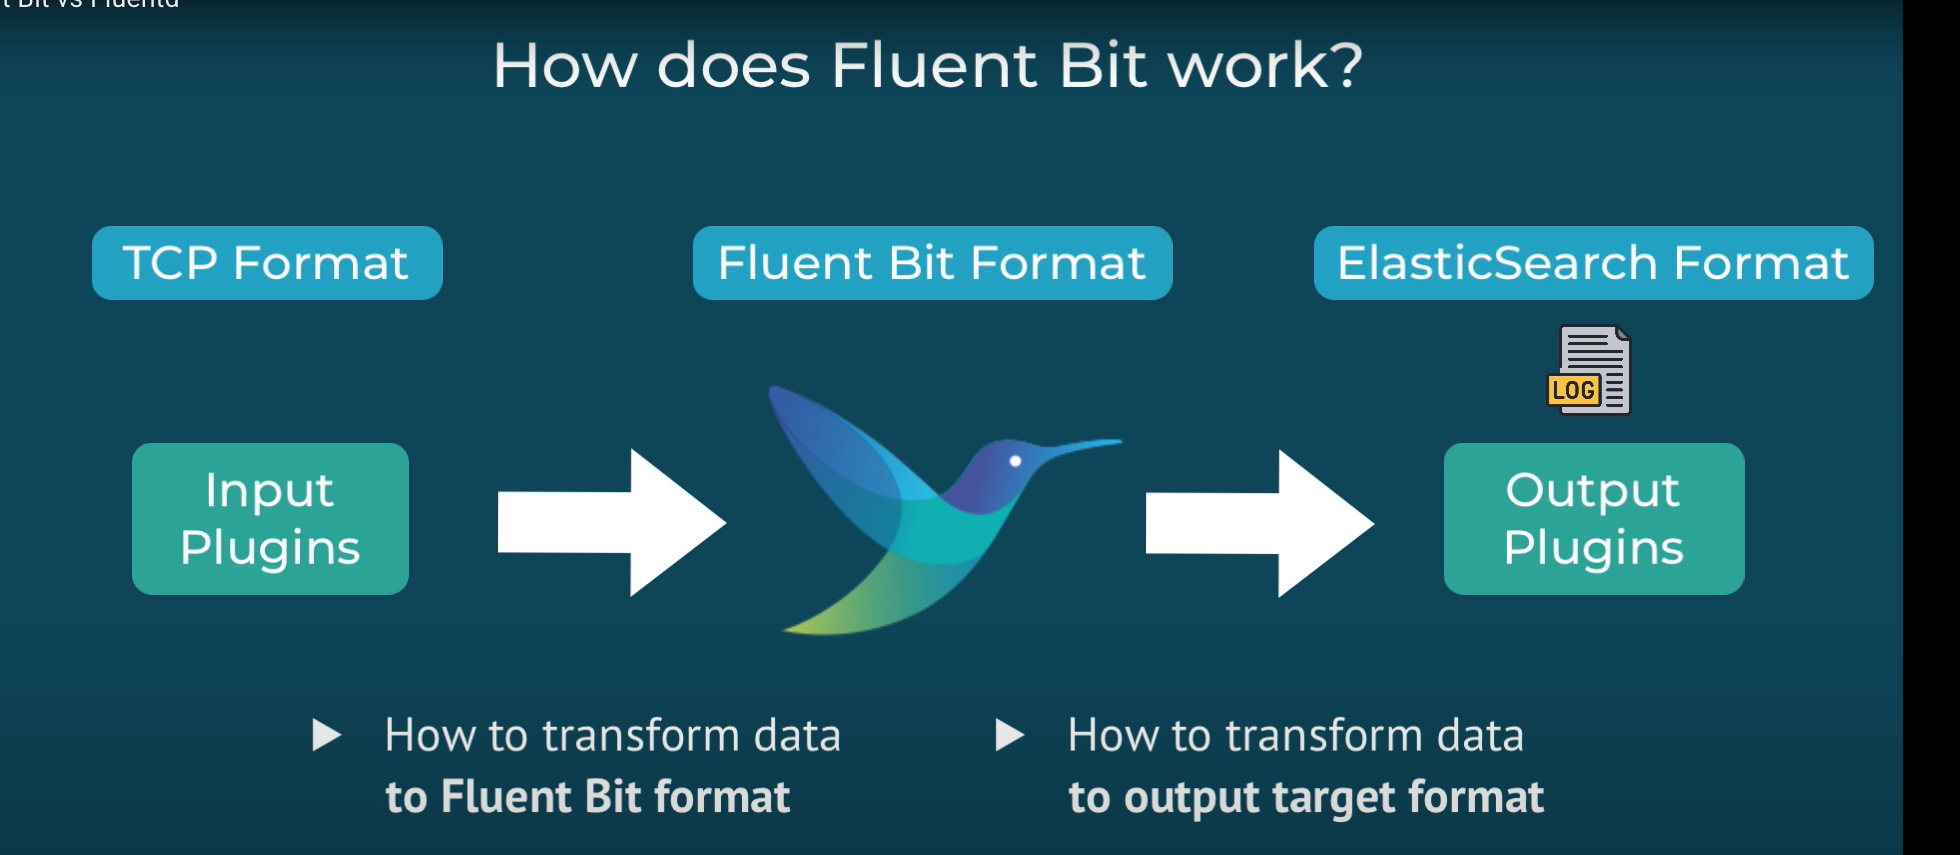 t Bit vs Fluentd
How does Fluent Bit work?
TCP Format
Fluent Bit Format
ElasticSearch Format
LOG
Input
Plugins
Output
Plugins
How to transform data
to Fluent Bit format
How to transform data
to output target format